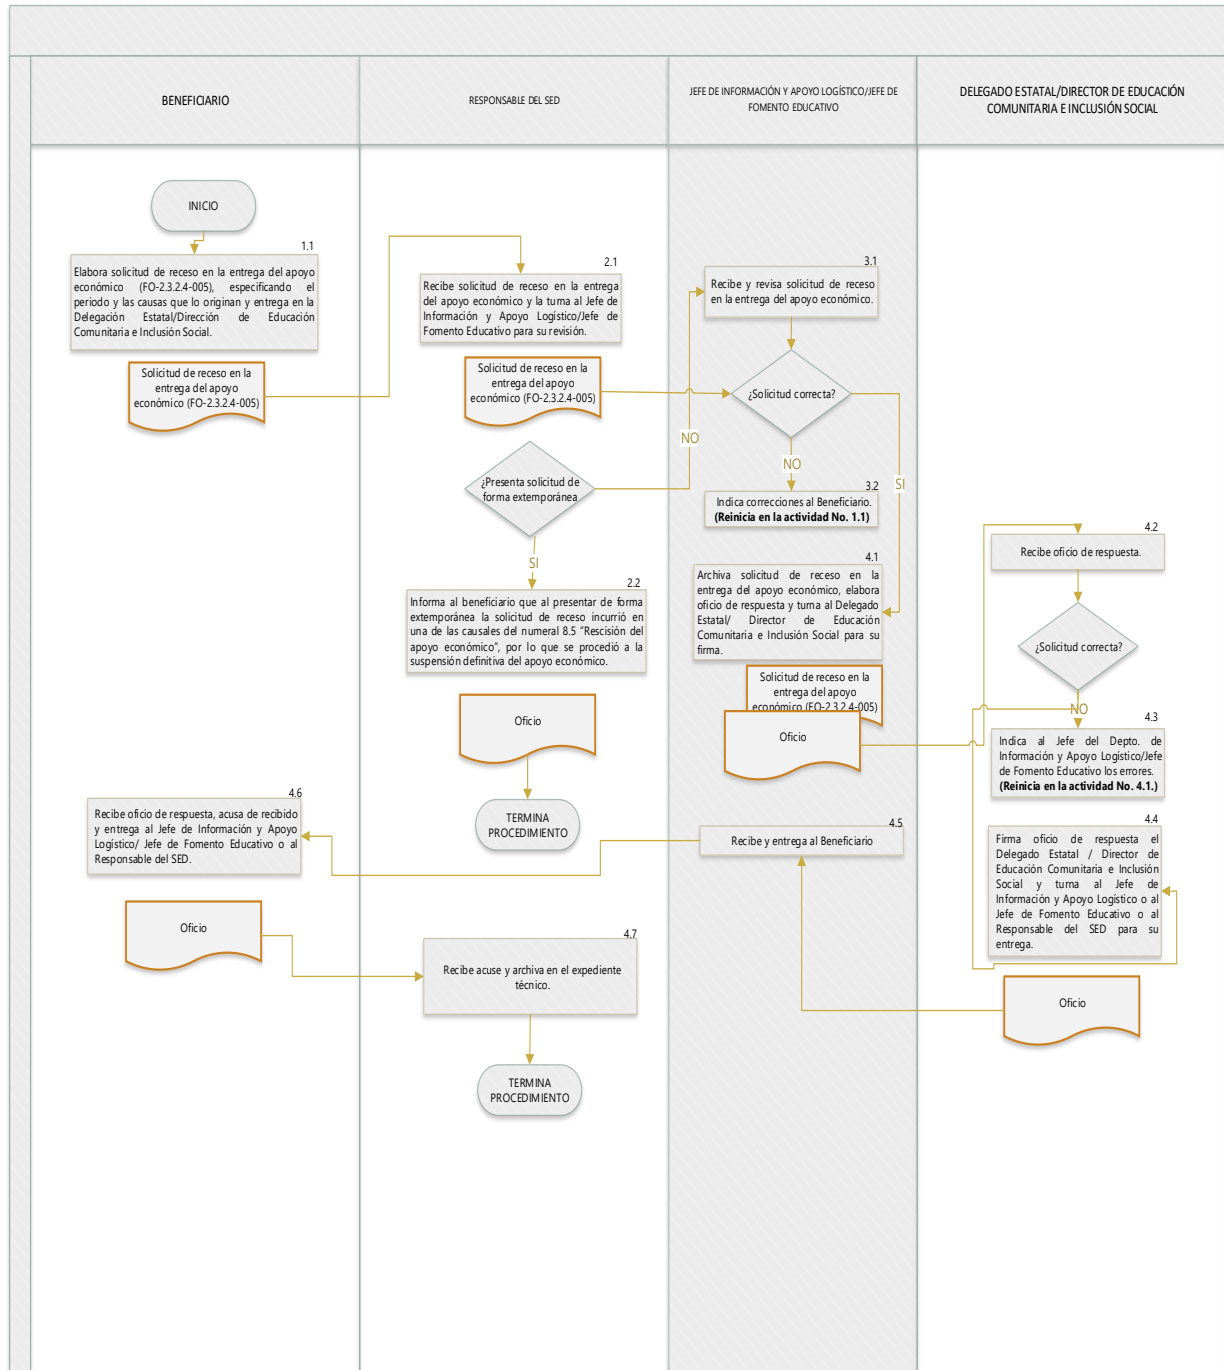 BENEFICIARIO
RESPONSABLE DEL SED
JEFE DE INFORMACIÓN Y APOYO LOGÍSTICO/JEFE DE
FOMENTO EDUCATIVO
DELEGADO ESTATAL/DIRECTOR DE EDUCACIÓN
COMUNITARIA E INCLUSIÓN SOCIAL
INICIO
1.1
Elabora solicitud de receso en la entrega del apoyo
económico (FO-2.3.2.4-005), especificando el
periodo y las causas que lo originan y entrega en la
Delegación Estatal/Dirección de Educación
Comunitaria e Inclusión Social.
Solicitud de receso en la
entrega del apoyo
económico (FO-2.3.2.4-005)
2.1
Recibe solicitud de receso en la entrega
del apoyo económico y la turna al Jefe de
Información y Apoyo Logístico/Jefe de
Fomento Educativo para su revisión.
Solicitud de receso en la
entrega del apoyo
económico (FO-2.3.2.4-005)
¿Presenta solicitud de
forma extemporánea
NO
SI
2.2
Informa al beneficiario que al presentar de forma
extemporánea la solicitud de receso incurrió en
una de las causales del numeral 8.5 "Rescisión del
apoyo económico", por lo que se procedió a la
suspensión definitiva del apoyo económico.
Oficio
TERMINA
PROCEDIMIENTO
3.1
Recibe y revisa solicitud de receso
en la entrega del apoyo económico.
¿Solicitud correcta?
NO
SI
3.2
Indica correcciones al Beneficiario.
(Reinicia en la actividad No. 1.1)
4.1
Archiva solicitud de receso en la
entrega del apoyo económico, elabora
oficio de respuesta y turna al Delegado
Estatal/ Director de Educación
Comunitaria e Inclusión Social para su
firma.
Solicitud de receso en la
entrega del apoyo
económico (FO-2.3.2.4-005)
Oficio
4.2
Recibe oficio de respuesta.
¿Solicitud correcta?
NO
4.3
Indica al Jefe del Depto. de
Información y Apoyo Logístico/Jefe
de Fomento Educativo los errores.
(Reinicia en la actividad No. 4.1.)
4.4
Firma oficio de respuesta el
Delegado Estatal / Director de
Educación Comunitaria e Inclusión
Social y turna al Jefe de
Información y Apoyo Logístico o al
Jefe de Fomento Educativo o al
Responsable del SED para su
entrega.
Oficio
4.5
Recibe y entrega al Beneficiario
4.6
Recibe oficio de respuesta, acusa de recibido
y entrega al Jefe de Información y Apoyo
Logístico/ Jefe de Fomento Educativo o al
Responsable del SED.
Oficio
4.7
Recibe acuse y archiva en el expediente
técnico.
TERMINA
PROCEDIMIENTO